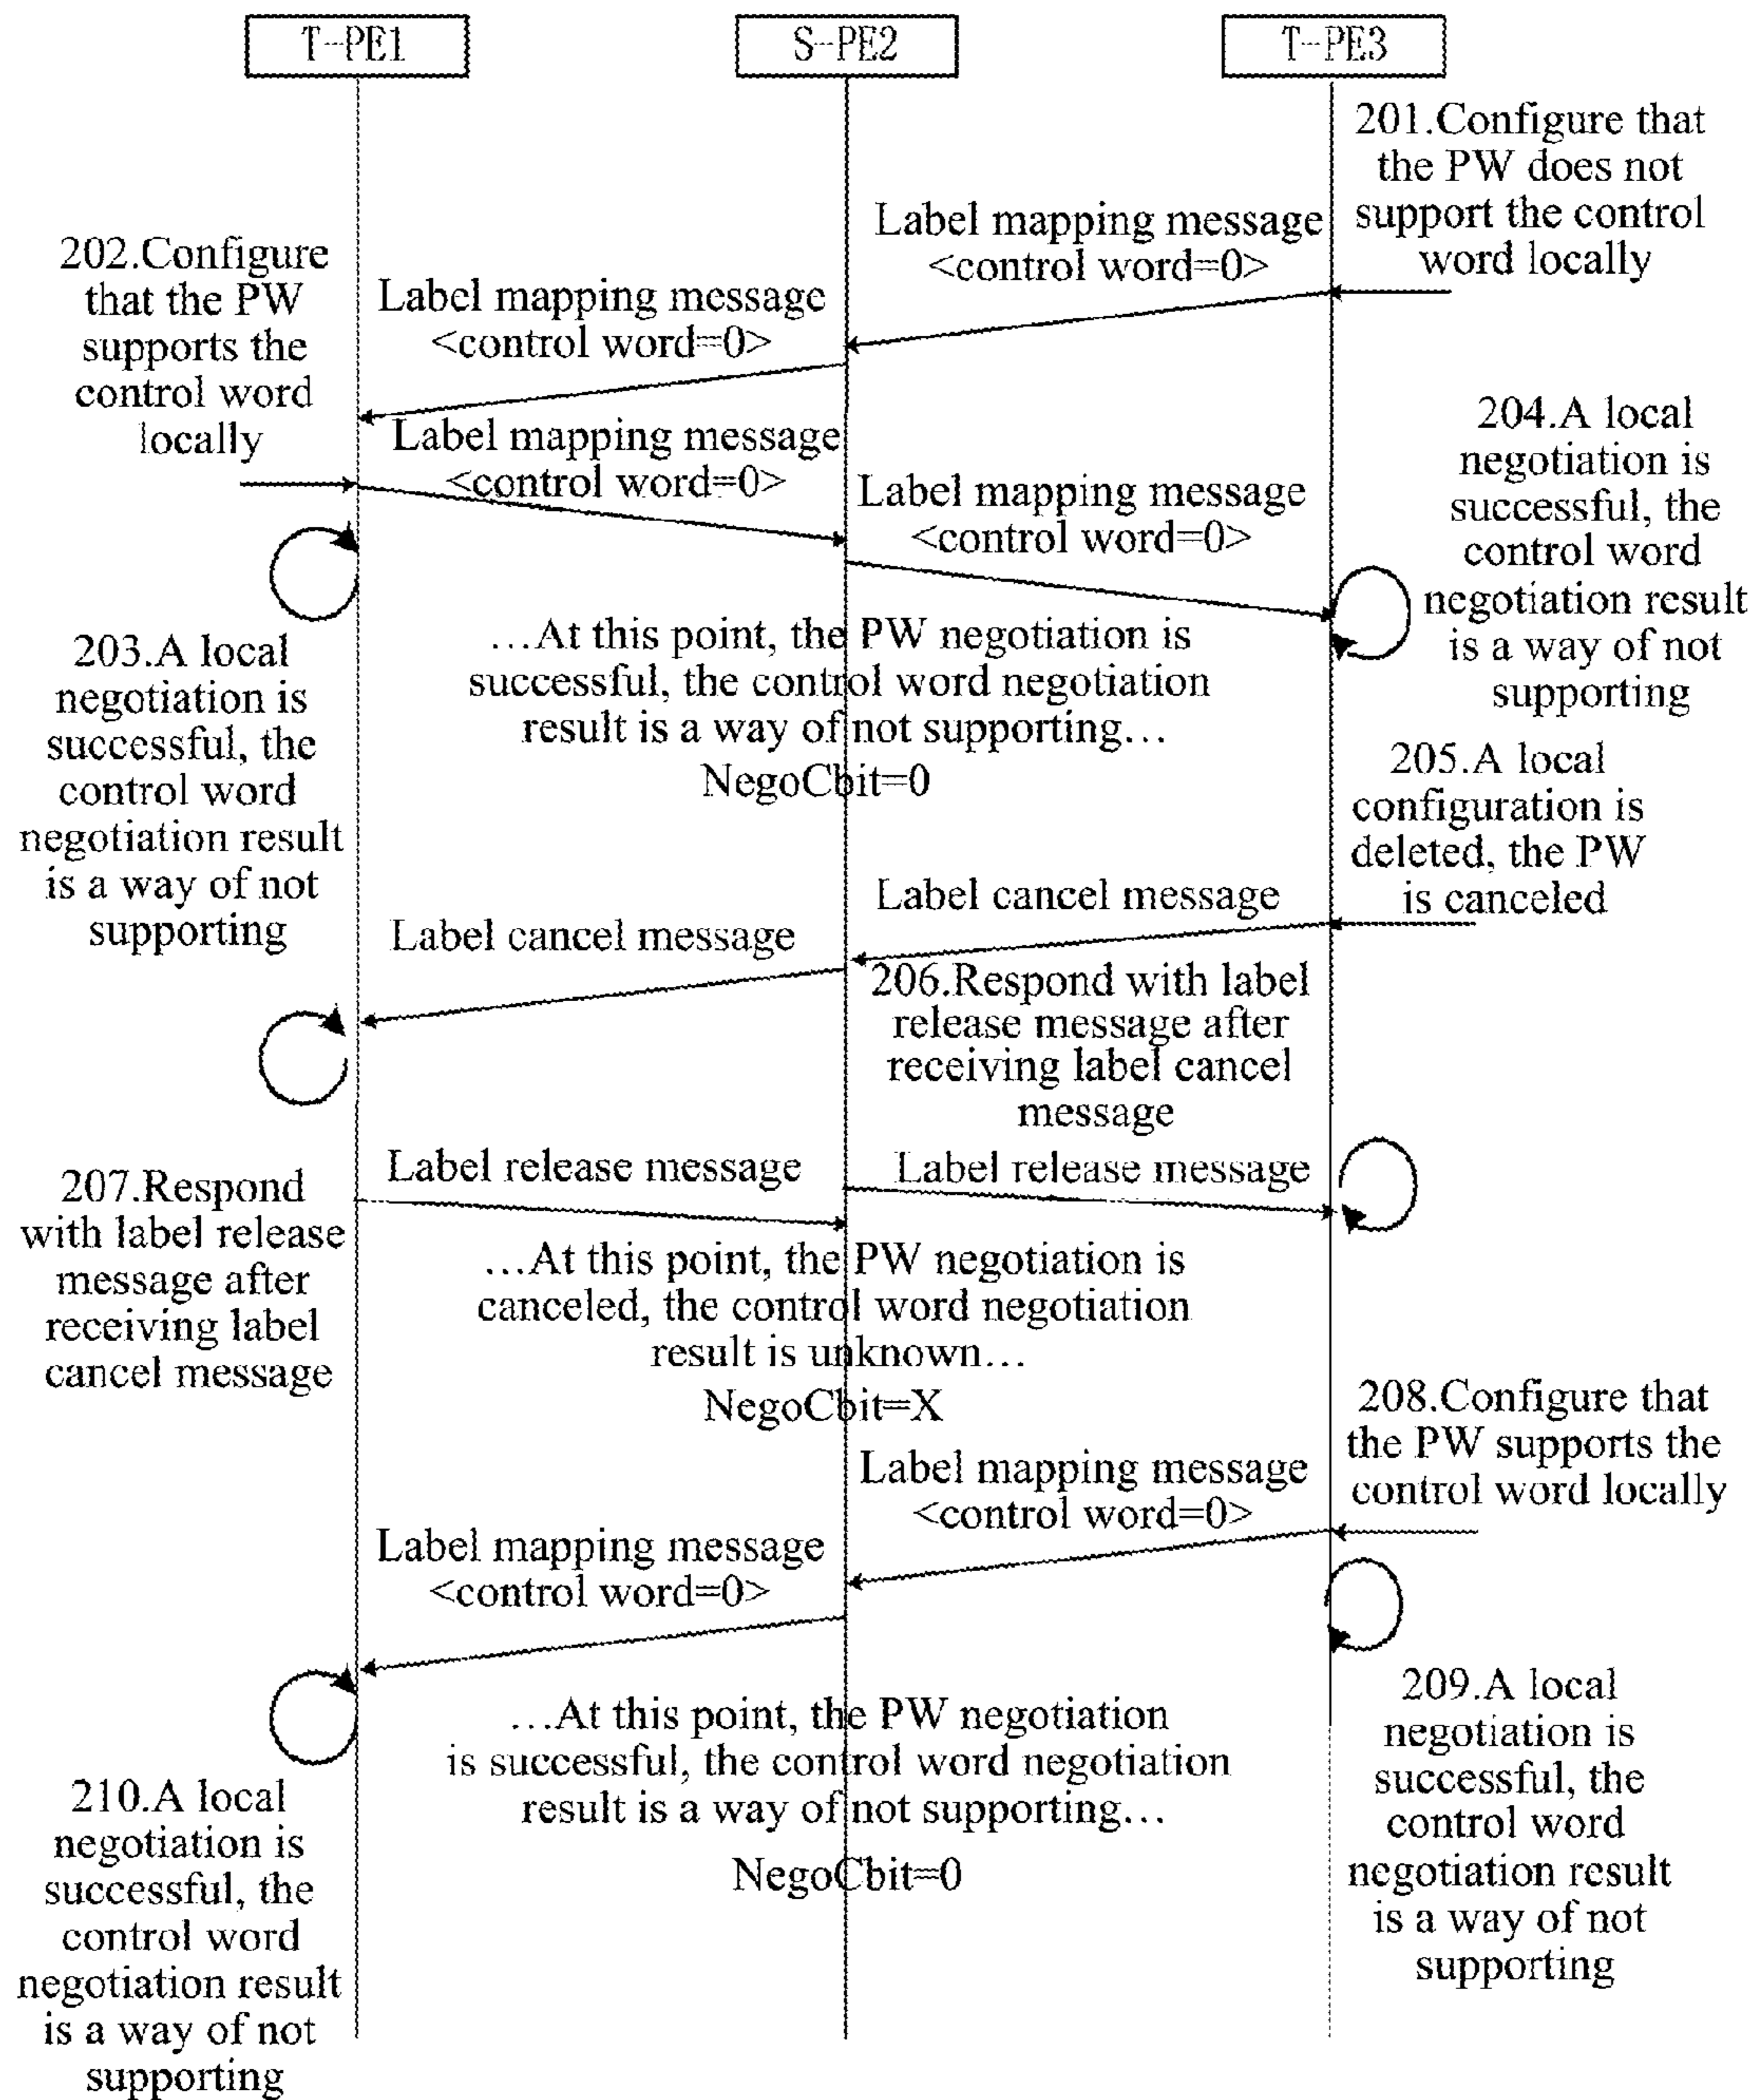 T-PE1
S-PE2
T-PE3
201.Configure that
the PW does not
support the control
word locally
Label mapping message
<control word=0>
202.Configure
that the PW
supports the
control word
locally
Label mapping message
<control word=0>
Label mapping message
<control word=0>
Label mapping message
<control word=0>
204.A local
negotiation is
successful, the
control word
negotiation result
is a way of not
supporting
203.A local
negotiation is
successful, the
control word
negotiation result
is a way of not
supporting
...At this point, the PW negotiation is
successful, the control word negotiation
result is a way of not supporting...
NegoCbit=0
205.A local
configuration is
deleted, the PW
is canceled
Label cancel message
Label cancel message
206.Respond with label
release message after
receiving label cancel
message
207.Respond
with label release
message after
receiving label
cancel message
Label release message
Label release message
...At this point, the PW negotiation is
canceled, the control word negotiation
result is unknown...
NegoCbit=X
208.Configure that
the PW supports the
control word locally
Label mapping message
<control word=0>
Label mapping message
<control word=0>
209.A local
negotiation is
successful, the
control word
negotiation result
is a way of not
supporting
...At this point, the PW negotiation
is successful, the control word negotiation
result is a way of not supporting...
NegoCbit=0
210.A local
negotiation is
successful, the
control word
negotiation result
is a way of not
supporting